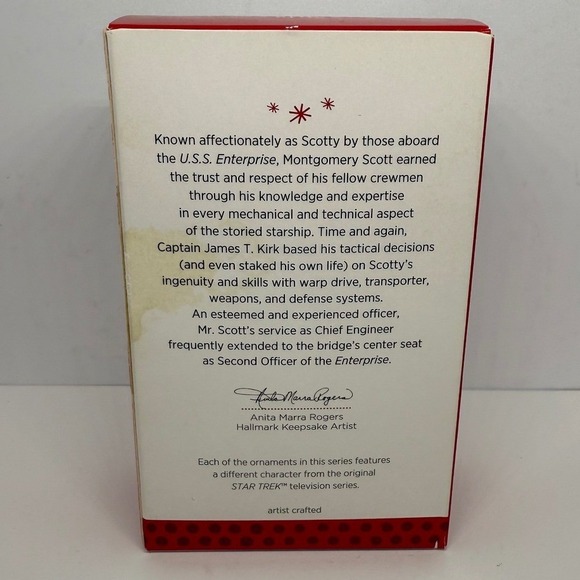 Known affectionately as Scotty by those aboard
the U.S.S. Enterprise, Montgomery Scott earned
the trust and respect of his fellow crewmen
through his knowledge and expertise
in every mechanical and technical aspect
of the storied starship. Time and again,
Captain James T. Kirk based his tactical decisions
(and even staked his own life) on Scotty's
ingenuity and skills with warp drive, transporter,
weapons, and defense systems.
An esteemed and experienced officer,
Mr. Scott's service as Chief Engineer
frequently extended to the bridge's center seat
as Second Officer of the Enterprise.
Anita Marra Rogers
Anita Marra Rogers
Hallmark Keepsake Artist
Each of the ornaments in this series features
a different character from the original
STAR TREK™ television series.
artist crafted